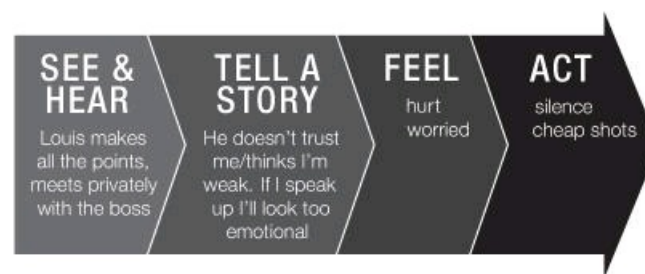 SEE &
HEAR
Louis makes
all the points,
meets privately
with the boss
TELL A
STORY
He doesn’t trust
me/thinks I’m
weak. If I speak
up I’ll look too
emotional
FEEL
hurt
worried
ACT
silence
cheap shots